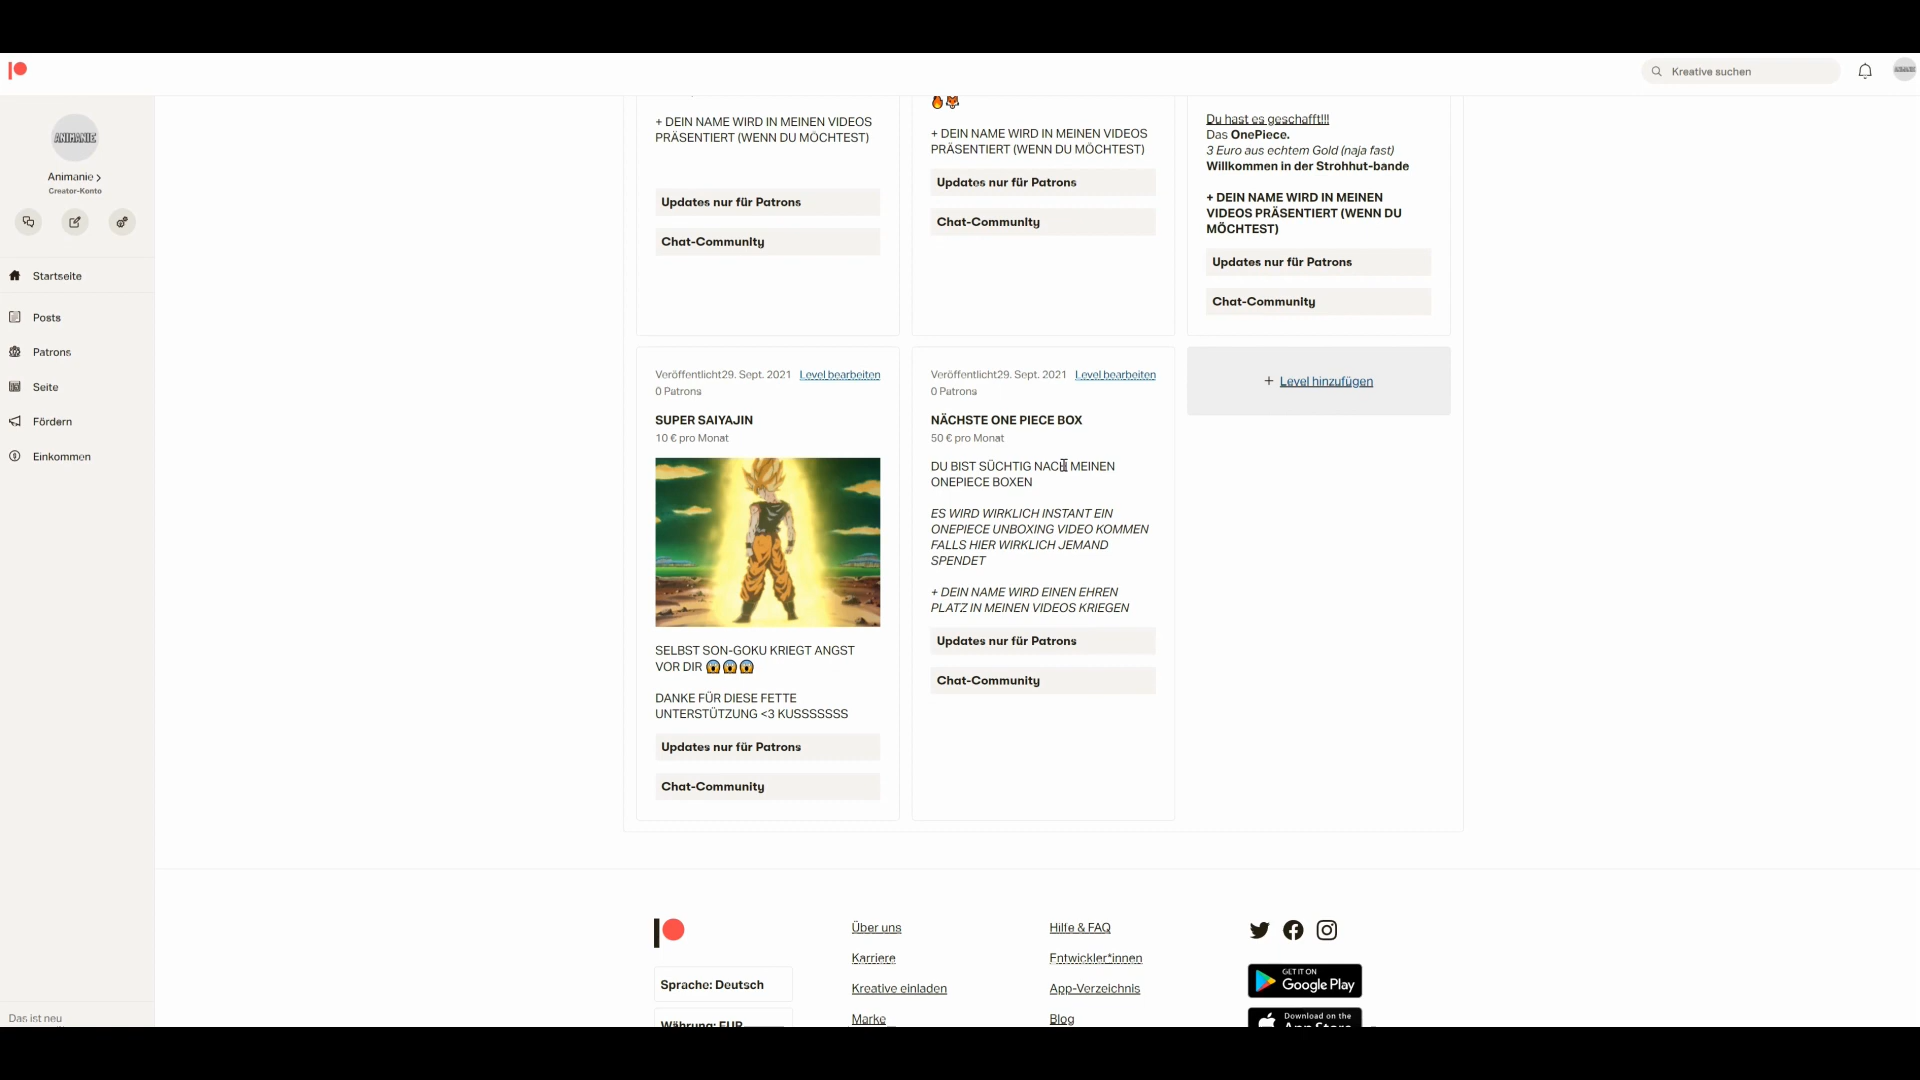 Kreative suchen
ANIMANIE
Animanie >
Creator-Konto
Startseite
Posts
Patrons
Seite
Fördern
Einkommen
Das ist neu
+ DEIN NAME WIRD IN MEINEN VIDEOS
PRÄSENTIERT (WENN DU MÖCHTEST)
Updates nur für Patrons
Chat-Community
🔥🦊
+ DEIN NAME WIRD IN MEINEN VIDEOS
PRÄSENTIERT (WENN DU MÖCHTEST)
Updates nur für Patrons
Chat-Community
Du hast es geschafft!!!
Das OnePiece.
3 Euro aus echtem Gold (naja fast)
Willkommen in der Strohhut-bande
+ DEIN NAME WIRD IN MEINEN
VIDEOS PRÄSENTIERT (WENN DU
MÖCHTEST)
Updates nur für Patrons
Chat-Community
Veröffentlicht29. Sept. 2021 Level bearbeiten
0 Patrons
SUPER SAIYAJIN
10 € pro Monat
SELBST SON-GOKU KRIEGT ANGST
VOR DIR 😱😱😱
DANKE FÜR DIESE FETTE
UNTERSTÜTZUNG <3 KUSSSSSSS
Updates nur für Patrons
Chat-Community
Veröffentlicht29. Sept. 2021 Level bearbeiten
0 Patrons
NÄCHSTE ONE PIECE BOX
50 € pro Monat
DU BIST SÜCHTIG NACH MEINEN
ONEPIECE BOXEN
ES WIRD WIRKLICH INSTANT EIN
ONEPIECE UNBOXING VIDEO KOMMEN
FALLS HIER WIRKLICH JEMAND
SPENDET
+ DEIN NAME WIRD EINEN EHREN
PLATZ IN MEINEN VIDEOS KRIEGEN
Updates nur für Patrons
Chat-Community
+ Level hinzufügen
Sprache: Deutsch
Währung: EUR
Über uns
Karriere
Kreative einladen
Marke
Hilfe & FAQ
Entwickler*innen
App-Verzeichnis
Blog
GET IT ON
Google Play
Download on the
App Store